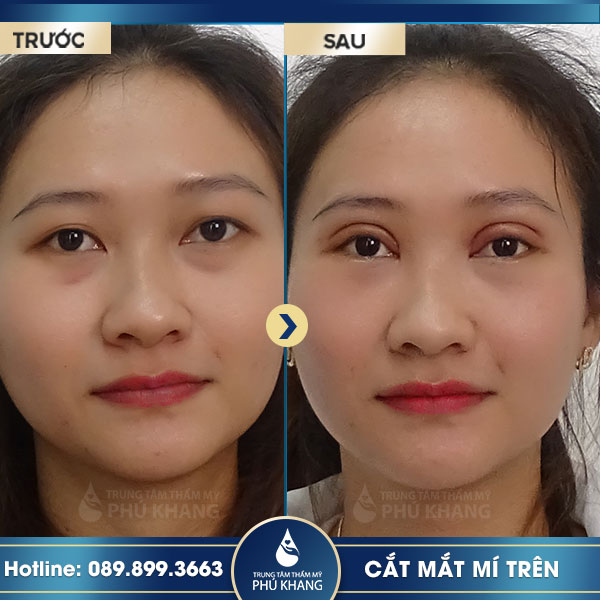 TRƯỚC
SAU
TRUNG TÂM THẨM MỸ
PHÚ KHANG
TRUNG TÂM THẨM MỸ
PHÚ KHANG
Hotline: 089.899.3663
TRUNG TÂM THẨM MỸ
PHÚ KHANG
CẮT MẮT MÍ TRÊN